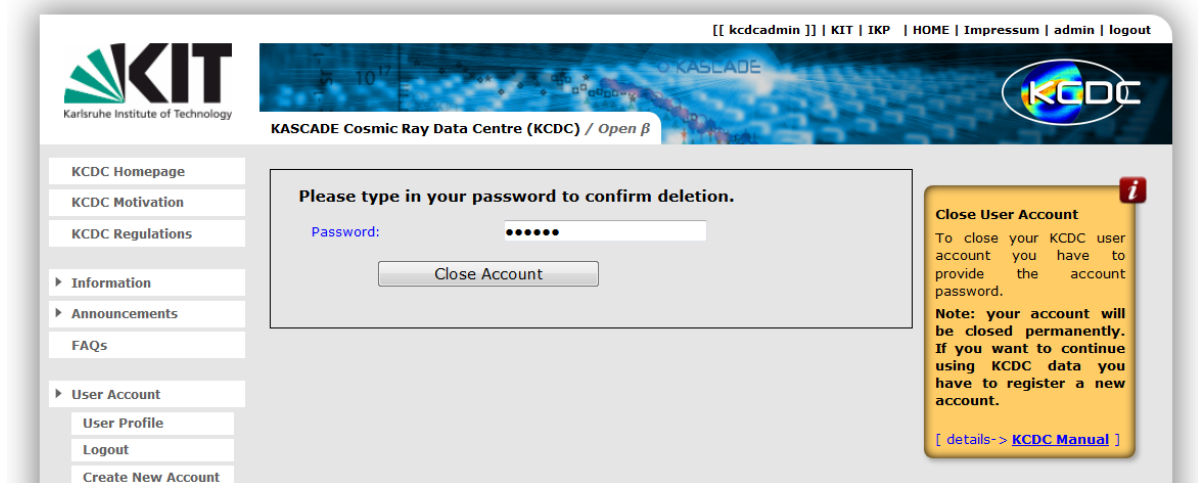 [[ kcdcadmin ]] | KIT | IKP | HOME | Impressum | admin | logout
KIT
Karlsruhe Institute of Technology
10¹⁷
KASCADE
KCDC
KASCADE Cosmic Ray Data Centre (KCDC) / Open β
KCDC Homepage
KCDC Motivation
KCDC Regulations
Information
Announcements
FAQs
User Account
User Profile
Logout
Create New Account
Please type in your password to confirm deletion.
Password:
••••••
Close Account
i
Close User Account
To close your KCDC user
account you have to
provide the account
password.
Note: your account will
be closed permanently.
If you want to continue
using KCDC data you
have to register a new
account.
[ details-> KCDC Manual ]